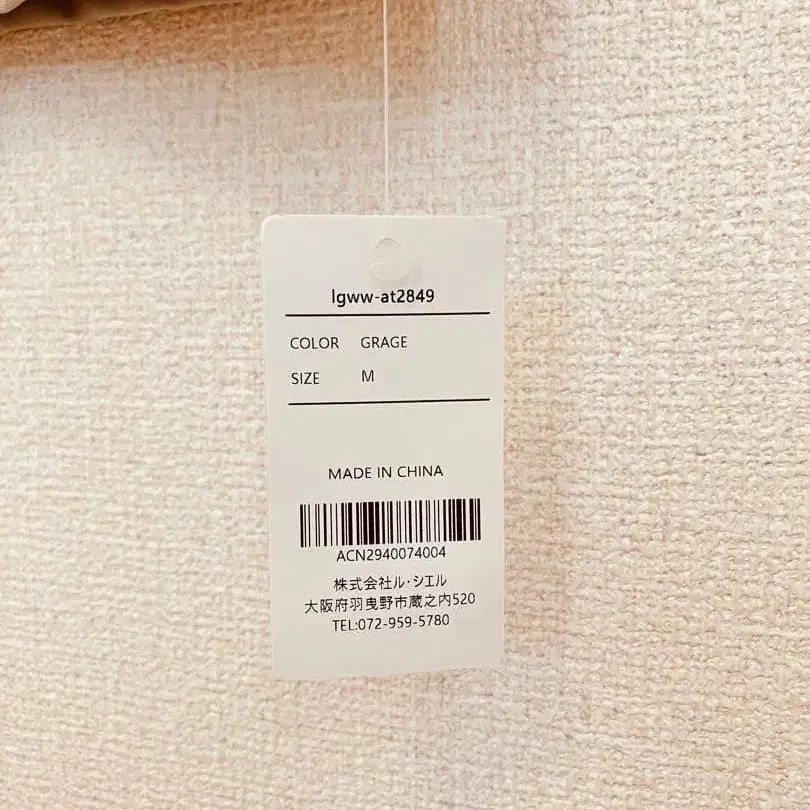 lgww-at2849
COLOR GRAGE
SIZE M
MADE IN CHINA
ACN2940074004
株式会社ル・シエル
大阪府羽曳野市蔵之内520
TEL:072-959-5780